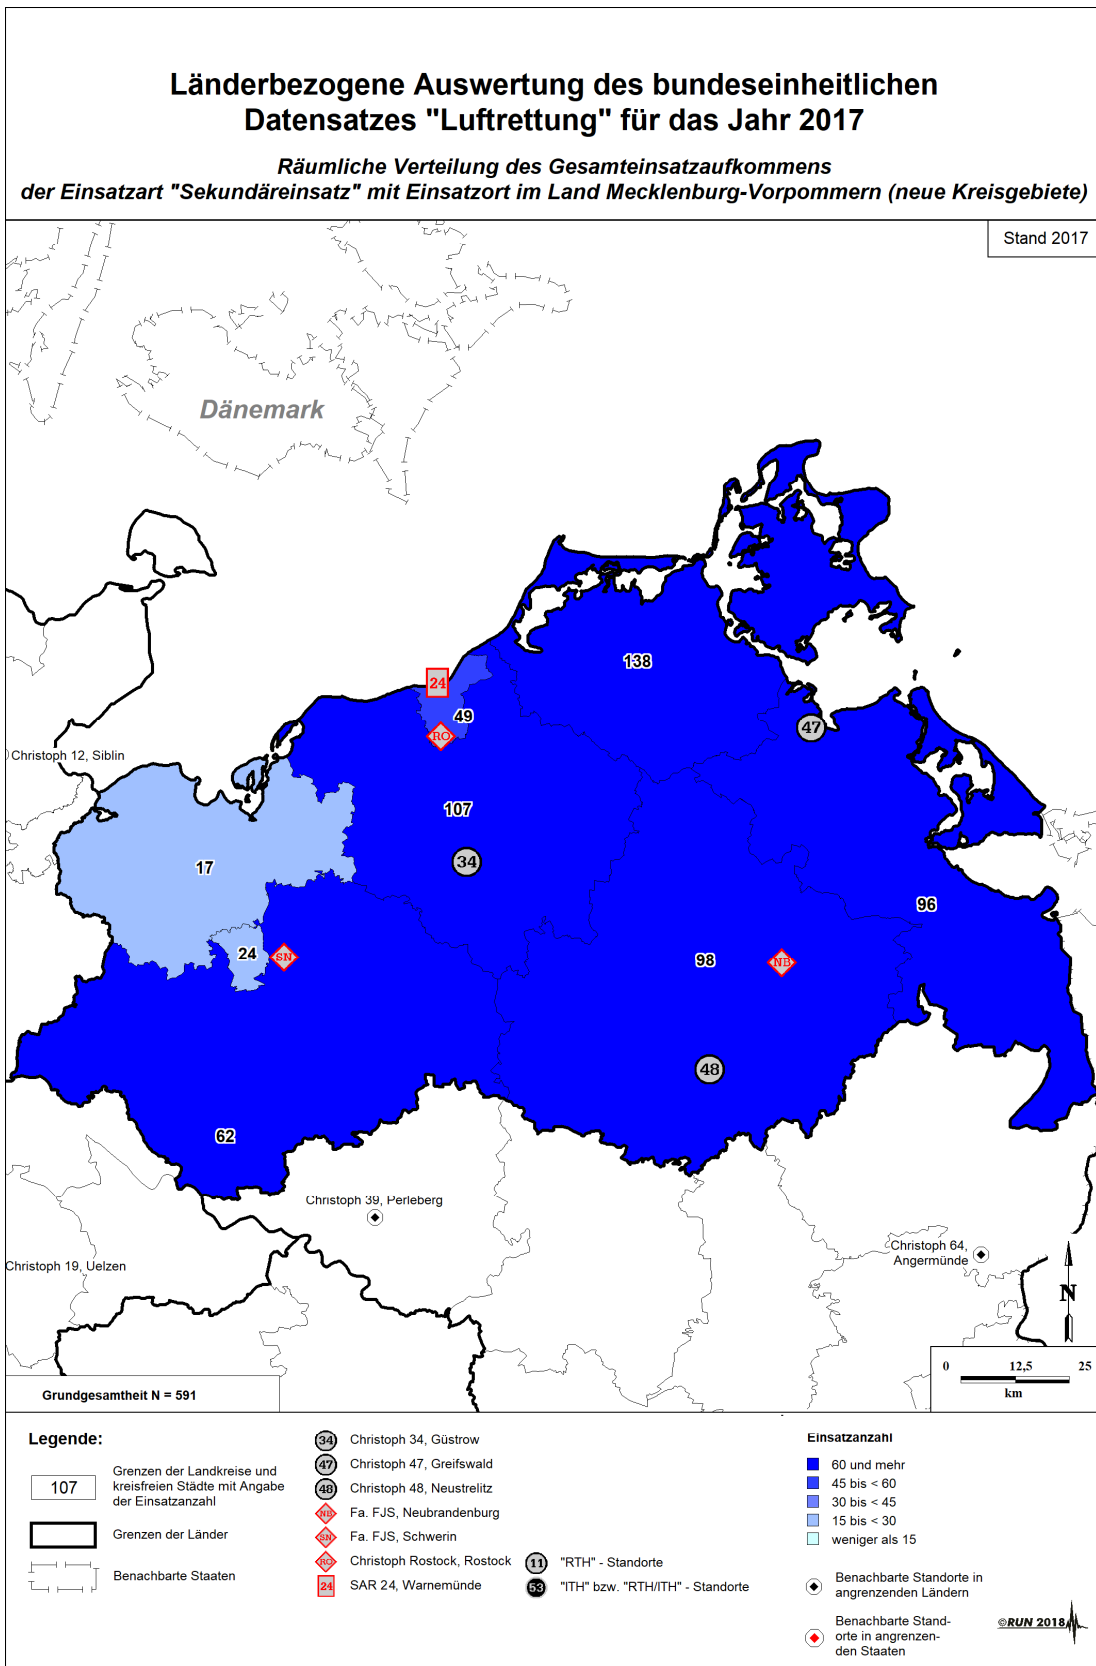 Länderbezogene Auswertung des bundeseinheitlichen
Datensatzes "Luftrettung" für das Jahr 2017
Räumliche Verteilung des Gesamteinsatzaufkommens
der Einsatzart "Sekundäreinsatz" mit Einsatzort im Land Mecklenburg-Vorpommern (neue Kreisgebiete)
Stand 2017
Dänemark
138
24
49
RO
47
Christoph 12, Siblin
107
34
17
96
24
SN
98
NB
48
62
Christoph 39, Perleberg
Christoph 64,
Angermünde
Christoph 19, Uelzen
N
0 12,5 25
km
Grundgesamtheit N = 591
Legende:
107
Grenzen der Landkreise und
kreisfreien Städte mit Angabe
der Einsatzanzahl
Grenzen der Länder
Benachbarte Staaten
34 Christoph 34, Güstrow
47 Christoph 47, Greifswald
48 Christoph 48, Neustrelitz
NB Fa. FJS, Neubrandenburg
SN Fa. FJS, Schwerin
RO Christoph Rostock, Rostock
24 SAR 24, Warnemünde
11 "RTH" - Standorte
53 "ITH" bzw. "RTH/ITH" - Standorte
Einsatzanzahl
60 und mehr
45 bis < 60
30 bis < 45
15 bis < 30
weniger als 15
Benachbarte Standorte in
angrenzenden Ländern
Benachbarte Stand-
orte in angrenzen-
den Staaten
©RUN 2018